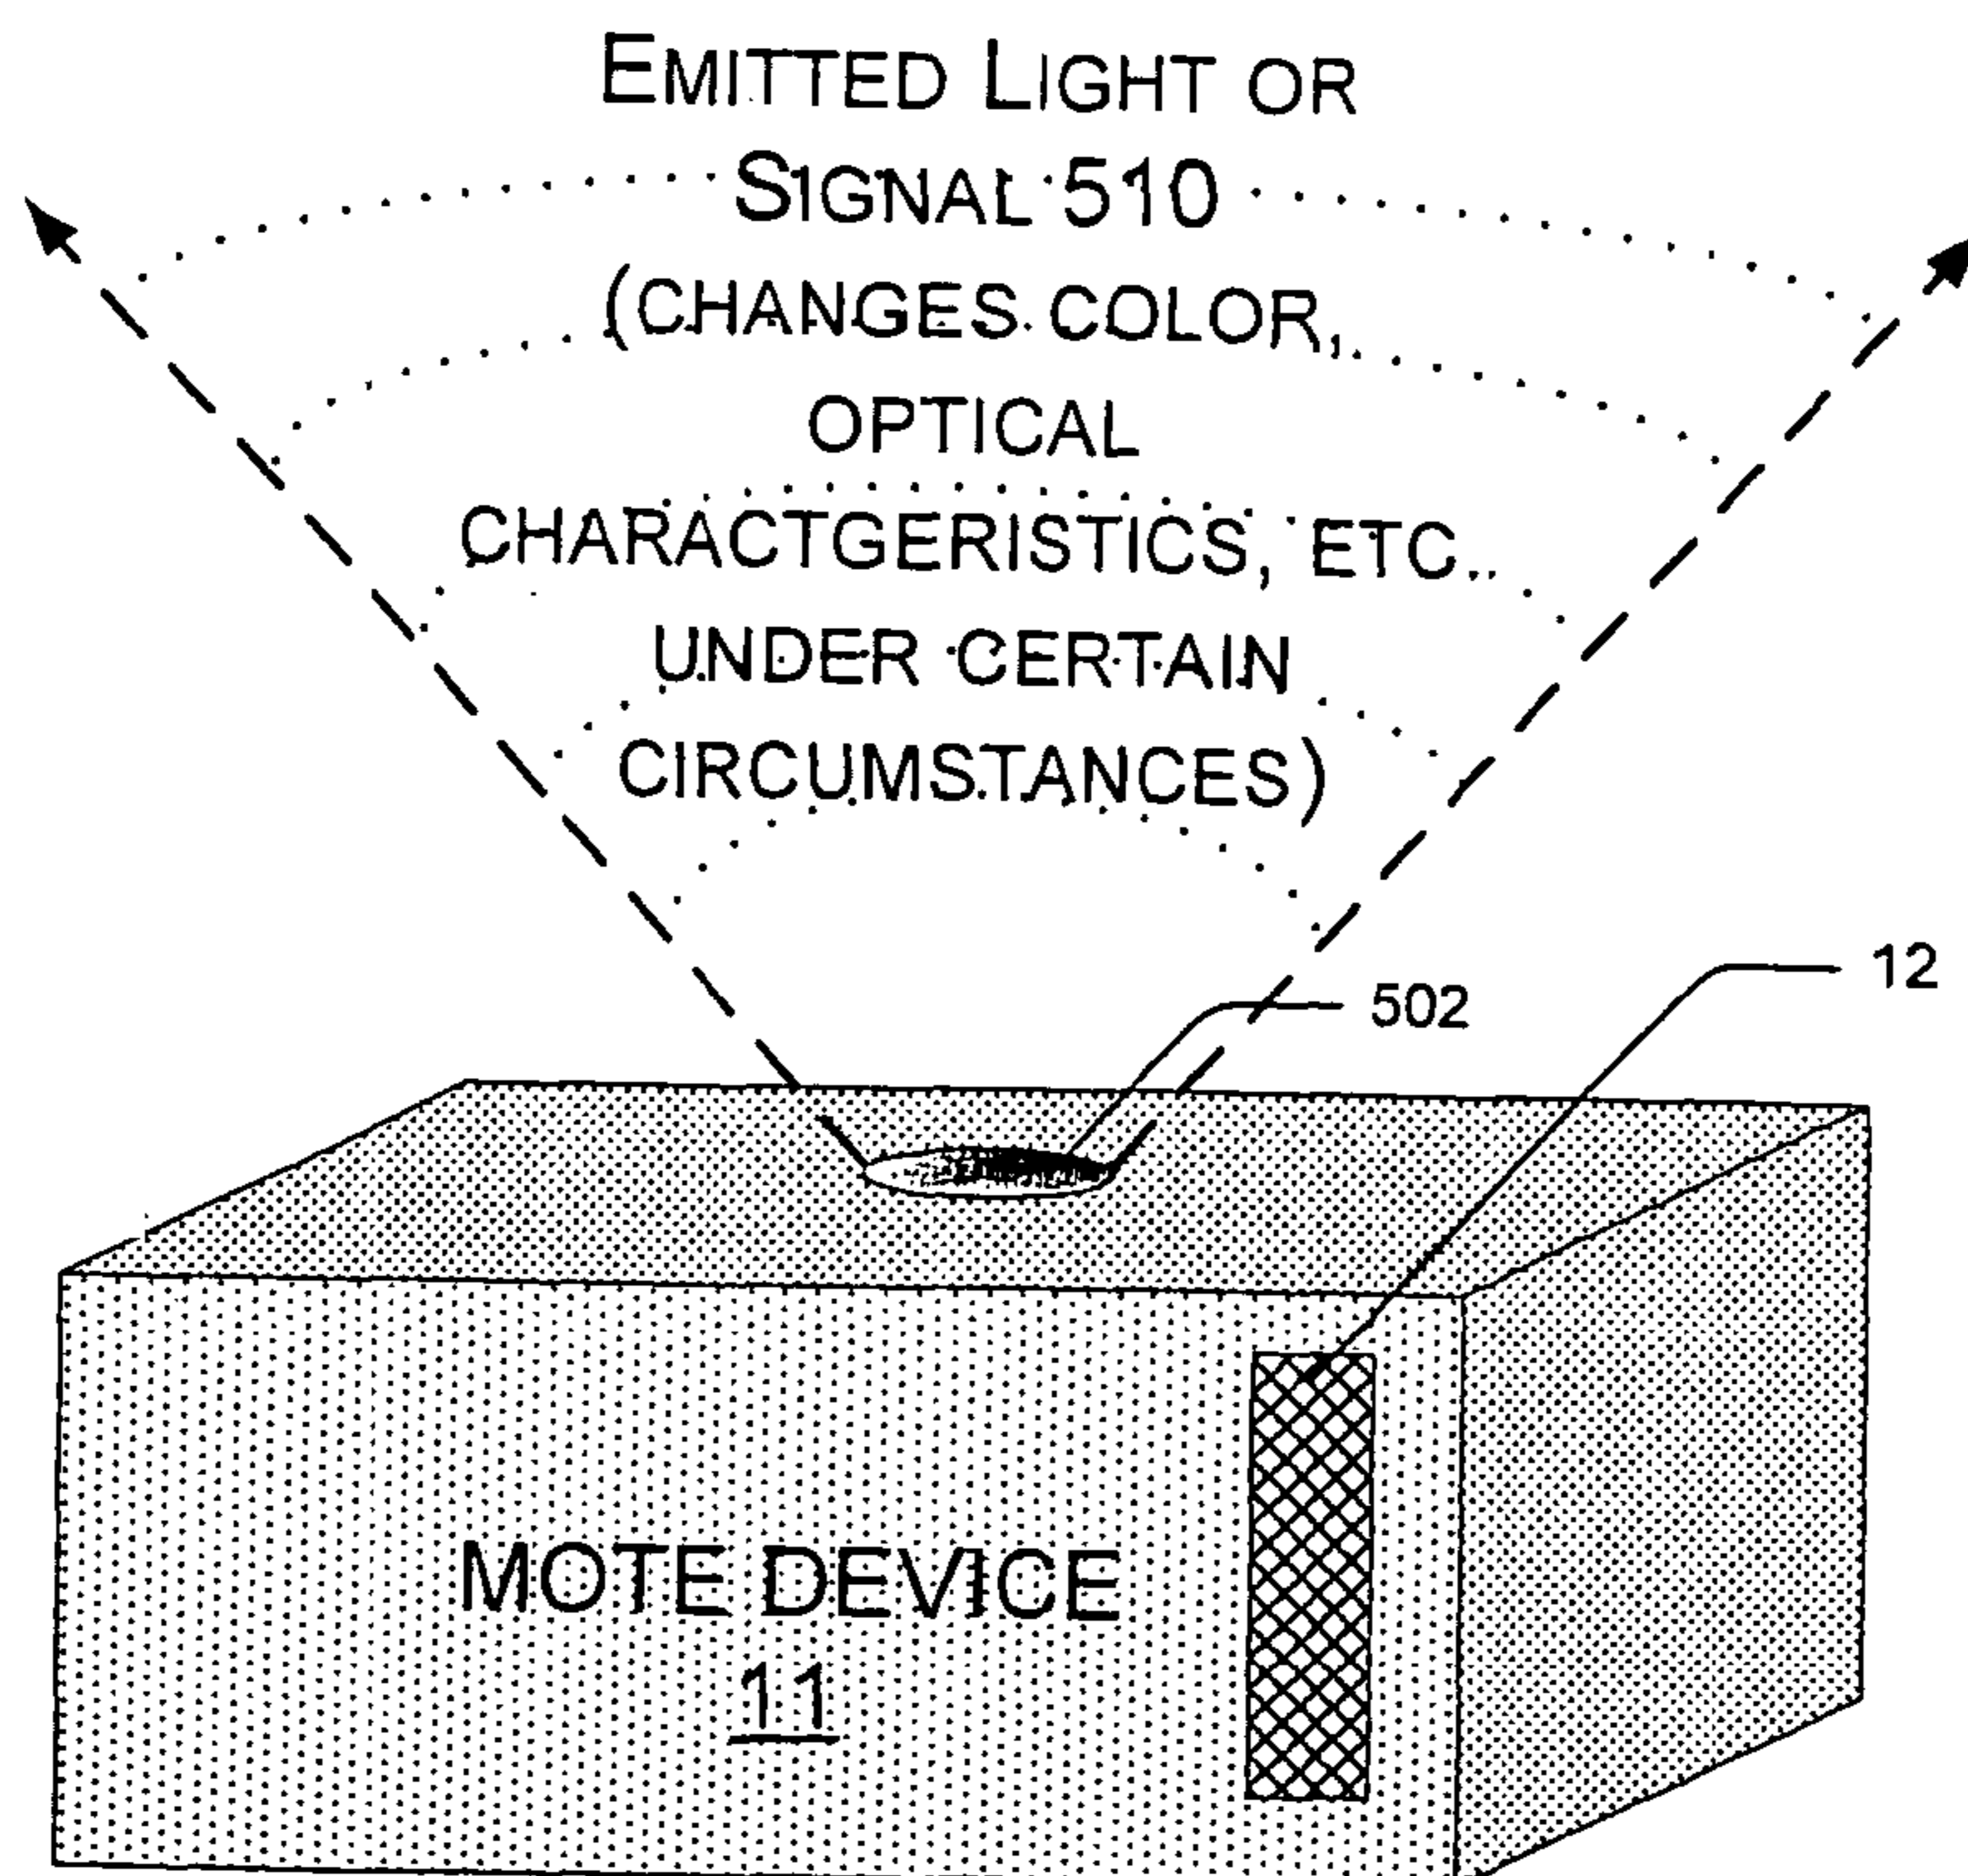 EMITTED LIGHT OR
SIGNAL 510
(CHANGES COLOR,
OPTICAL
CHARACTGERISTICS, ETC..
UNDER CERTAIN
CIRCUMSTANCES)
12
502
MOTE DEVICE
11